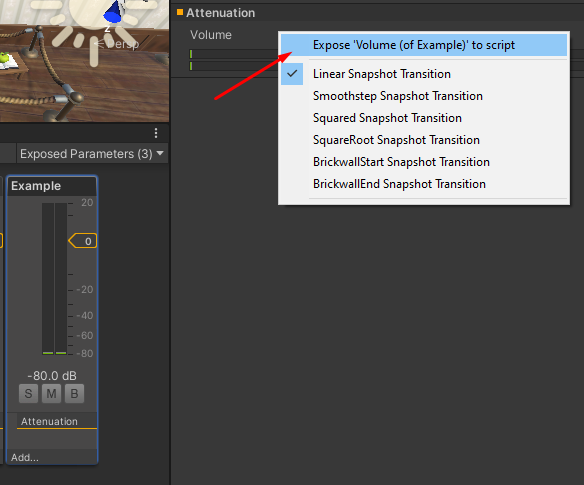 Z
< Persp
Exposed Parameters (3)
Example
20
0
-20
-40
-60
-80
-80.0 dB
S M B
Attenuation
Add...
Attenuation
Volume
Expose 'Volume (of Example)' to script
Linear Snapshot Transition
Smoothstep Snapshot Transition
Squared Snapshot Transition
SquareRoot Snapshot Transition
BrickwallStart Snapshot Transition
BrickwallEnd Snapshot Transition